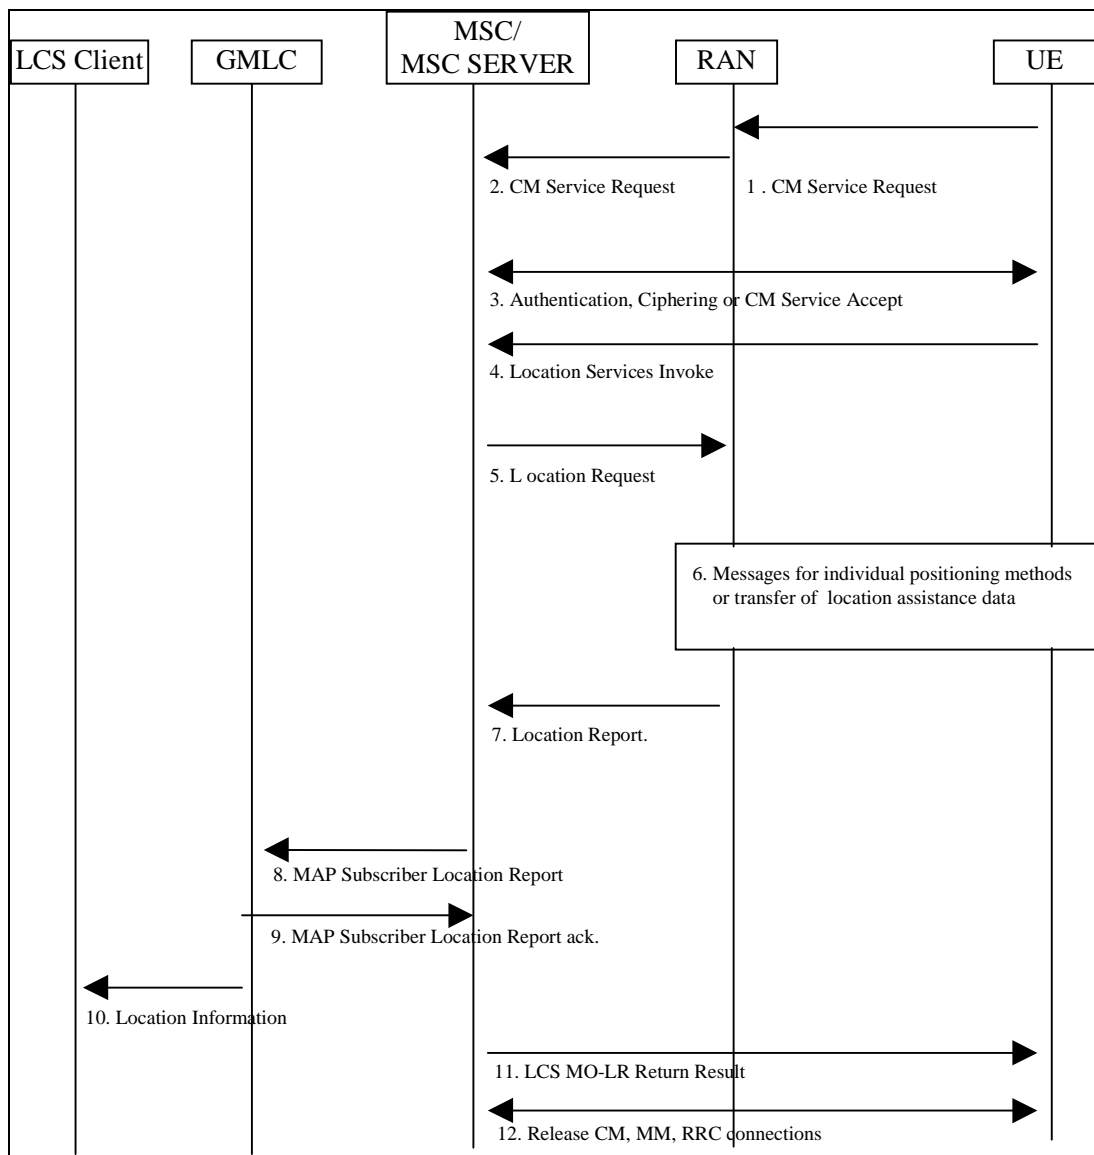 LCS Client
GMLC
MSC/
MSC SERVER
RAN
UE
2. CM Service Request
1 . CM Service Request
3. Authentication, Ciphering or CM Service Accept
4. Location Services Invoke
5. L ocation Request
6. Messages for individual positioning methods
or transfer of location assistance data
7. Location Report.
8. MAP Subscriber Location Report
9. MAP Subscriber Location Report ack.
10. Location Information
11. LCS MO-LR Return Result
12. Release CM, MM, RRC connections